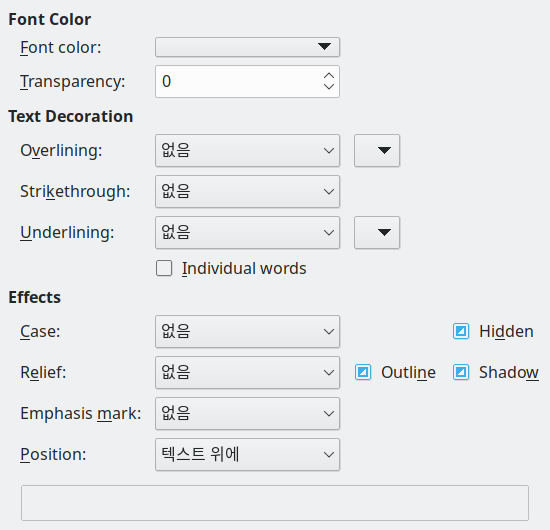 Font Color
Font color:
Transparency: 0
Text Decoration
Overlining: 없음
Strikethrough: 없음
Underlining: 없음
Individual words
Effects
Case: 없음 Hidden
Relief: 없음 Outline Shadow
Emphasis mark: 없음
Position: 텍스트 위에